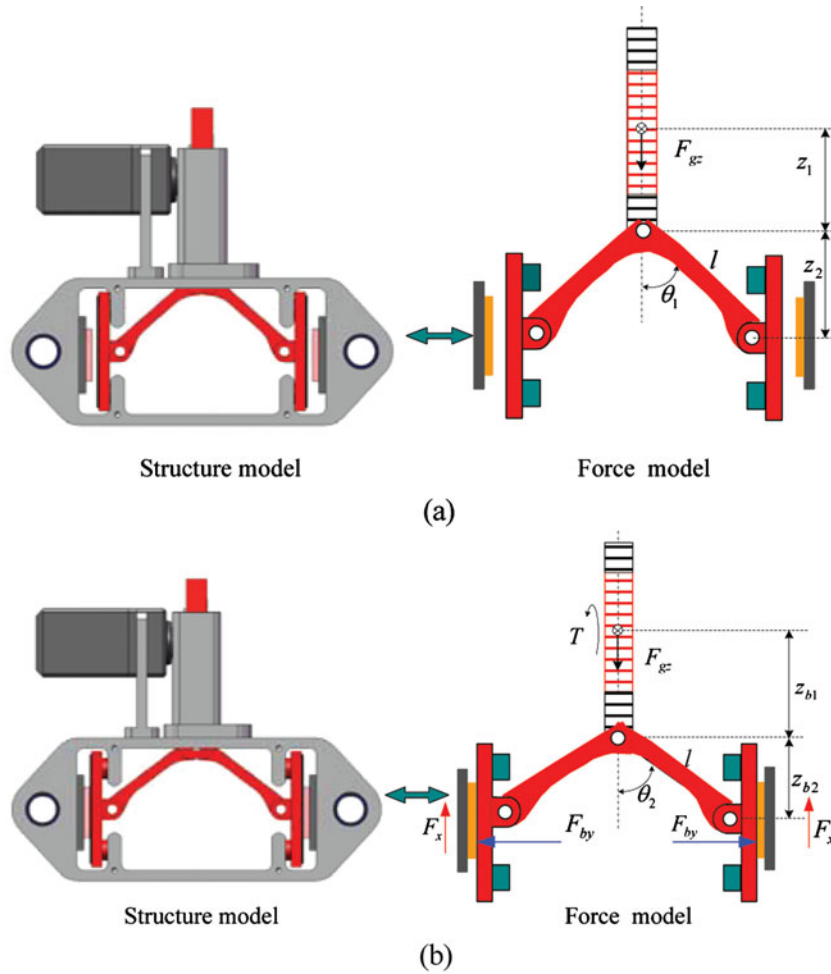 F_gz
z_1
z_2
l
θ_1
Structure model
Force model
(a)
T
F_gz
z_b1
z_b2
l
θ_2
F_x
F_by
F_by
F_x
Structure model
Force model
(b)